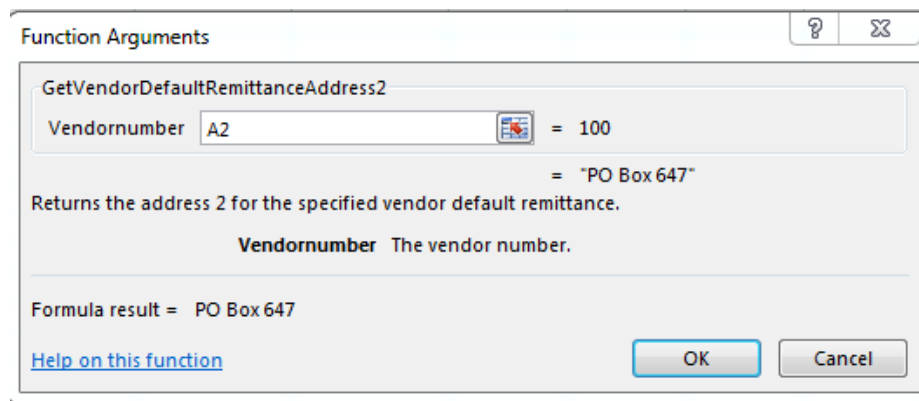 Function Arguments
GetVendorDefaultRemittanceAddress2
Vendornumber A2 = 100
= "PO Box 647"
Returns the address 2 for the specified vendor default remittance.
Vendornumber The vendor number.
Formula result = PO Box 647
Help on this function OK Cancel